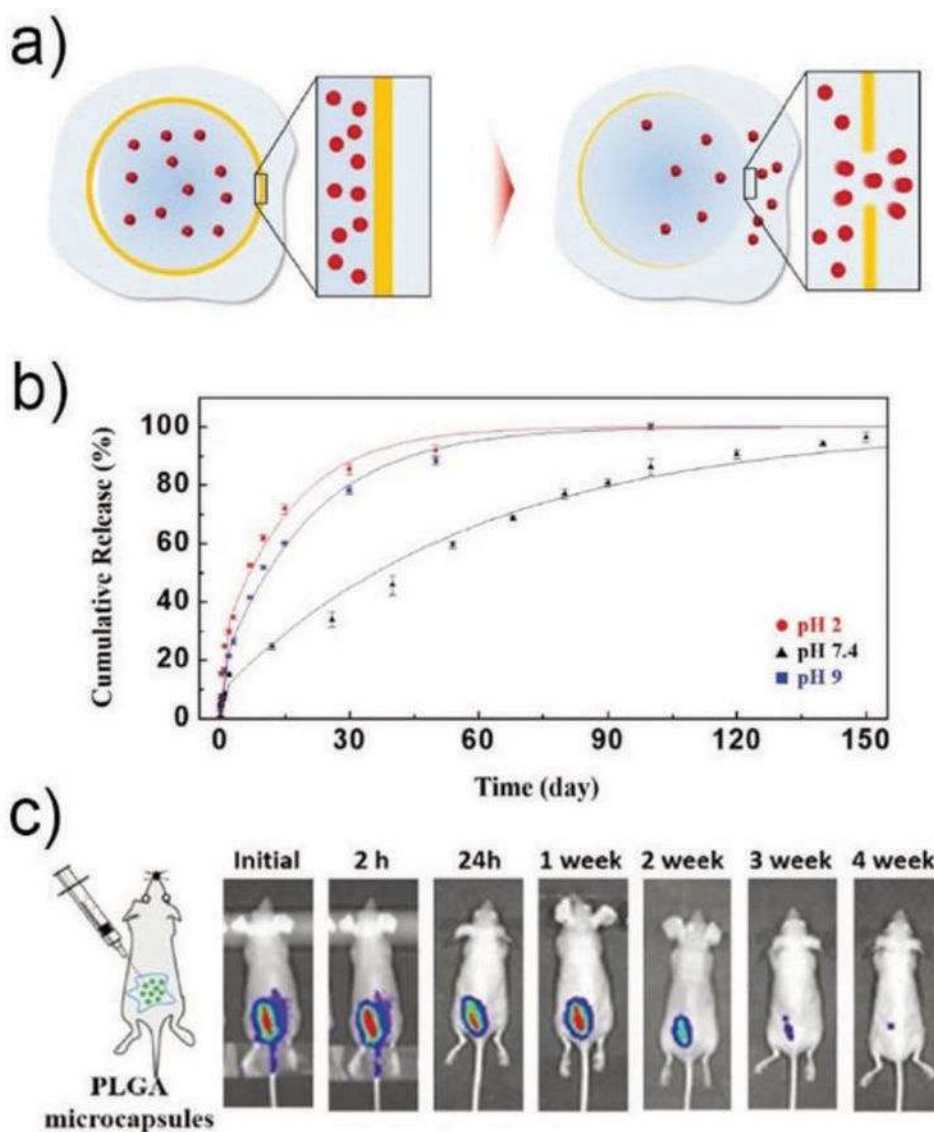 a)
b)
Cumulative Release (%)
100
80
60
40
20
0
pH 2
pH 7.4
pH 9
0 30 60 90 120 150
Time (day)
c)
Initial 2 h 24h 1 week 2 week 3 week 4 week
PLGA
microcapsules